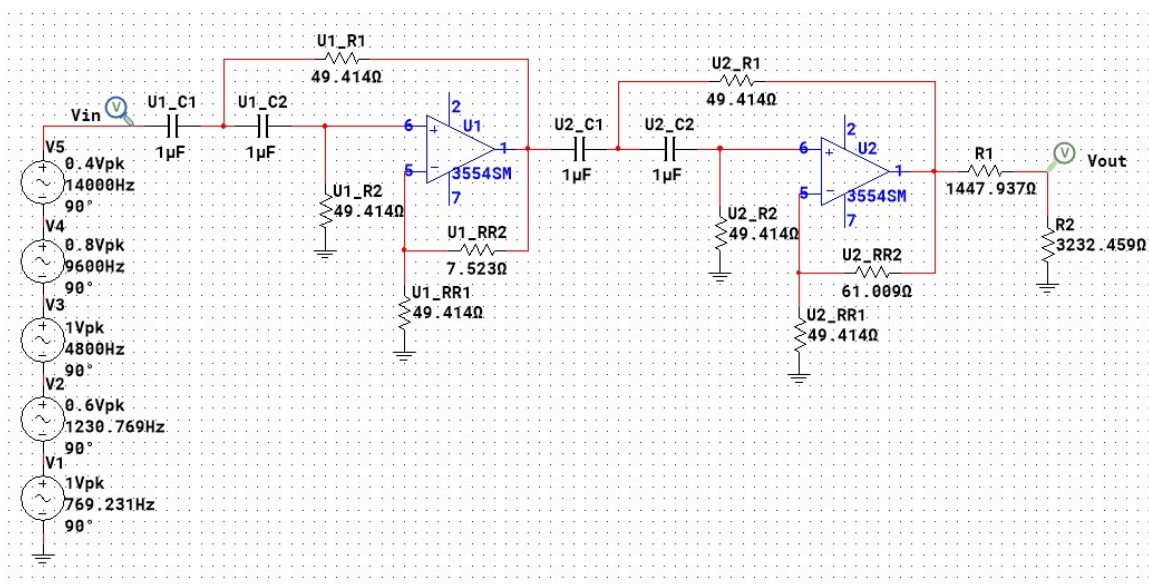 U1_R1
49.414Ω
U2_R1
49.414Ω
Vin
V
U1_C1
1µF
U1_C2
1µF
6
5
2
U1
1
3554SM
7
U1_R2
49.414Ω
U1_RR2
7.523Ω
U1_RR1
49.414Ω
U2_C1
1µF
U2_C2
1µF
6
5
2
U2
1
3554SM
7
U2_R2
49.414Ω
U2_RR2
61.009Ω
U2_RR1
49.414Ω
R1
1447.937Ω
V
Vout
R2
3232.459Ω
V5
0.4Vpk
14000Hz
90°
V4
0.8Vpk
9600Hz
90°
V3
1Vpk
4800Hz
90°
V2
0.6Vpk
1230.769Hz
90°
V1
1Vpk
769.231Hz
90°